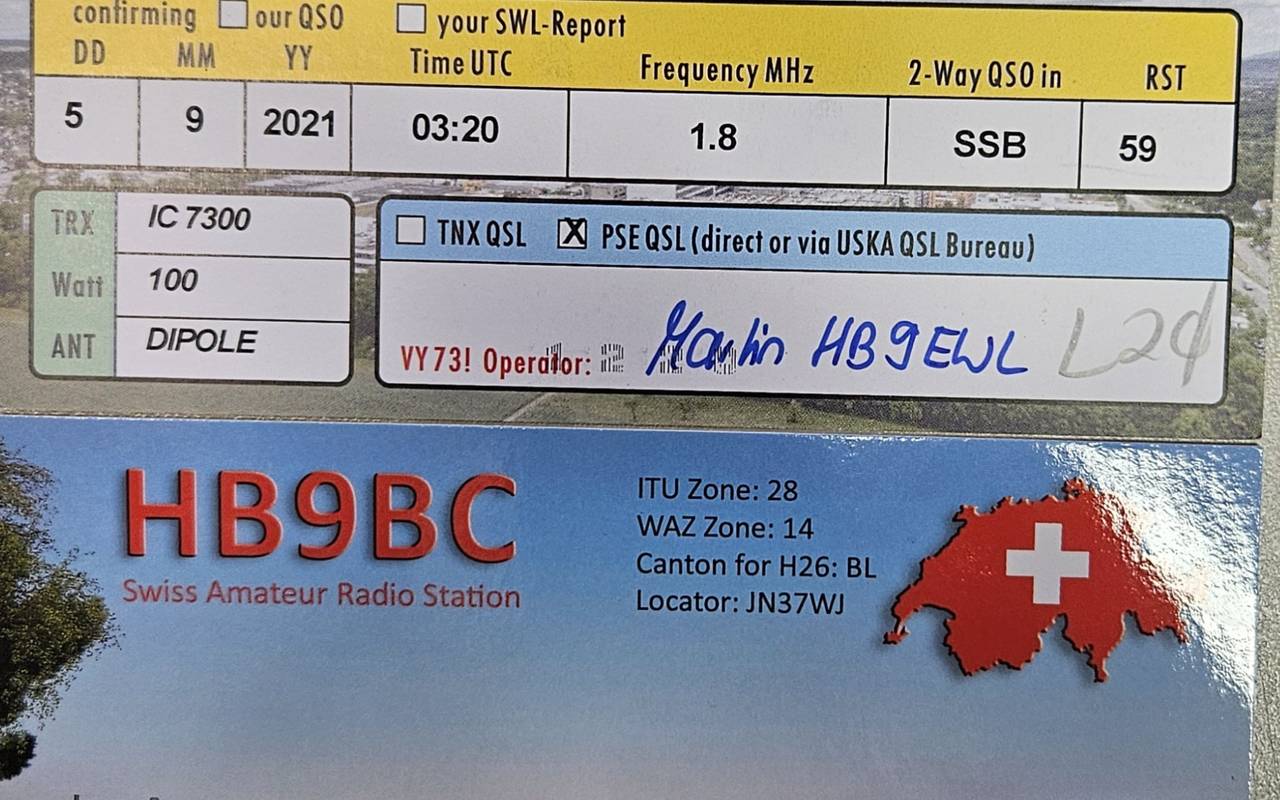 confirming ☐ our QSO ☐ your SWL-Report
DD MM YY Time UTC Frequency MHz 2-Way QSO in RST
5 9 2021 03:20 1.8 SSB 59
TRX IC 7300
Watt 100
ANT DIPOLE
☐ TNX QSL ☒ PSE QSL (direct or via USKA QSL Bureau)
VY 73! Operator: Martin HB9EWL
HB9BC
Swiss Amateur Radio Station
ITU Zone: 28
WAZ Zone: 14
Canton for H26: BL
Locator: JN37WJ